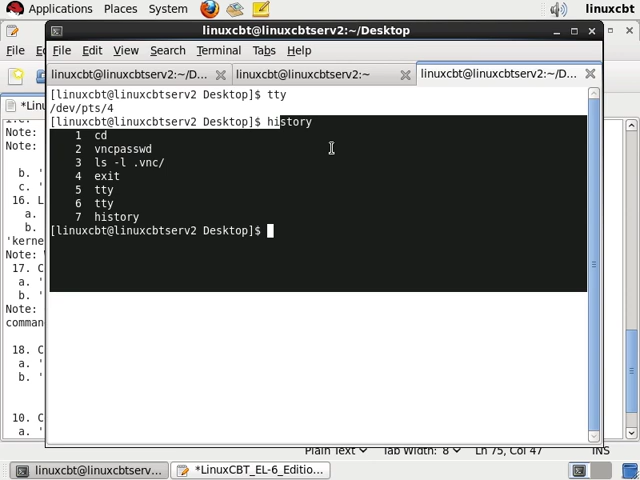 Applications Places System linuxcbt
linuxcbt@linuxcbtserv2:~/Desktop
File Edit View Search Terminal Tabs Help
linuxcbt@linuxcbtserv2:~/D... linuxcbt@linuxcbtserv2:~ linuxcbt@linuxcbtserv2:~/D...
[linuxcbt@linuxcbtserv2 Desktop]$ tty
/dev/pts/4
[linuxcbt@linuxcbtserv2 Desktop]$ history
1 cd
2 vncpasswd
3 ls -l .vnc/
4 exit
5 tty
6 tty
7 history
[linuxcbt@linuxcbtserv2 Desktop]$
File
*Linu
Note:
Note:
b. '
c. '
16. L
a.
b.
'kerne
Note:
17. C
a. '
b. '
Note:
comman
18. C
a. '
b. '
10. C
a. '
Plain Text Tab Width: 8 Ln 75, Col 47 INS
linuxcbt@linuxcbtserv... *LinuxCBT_EL-6_Editio...